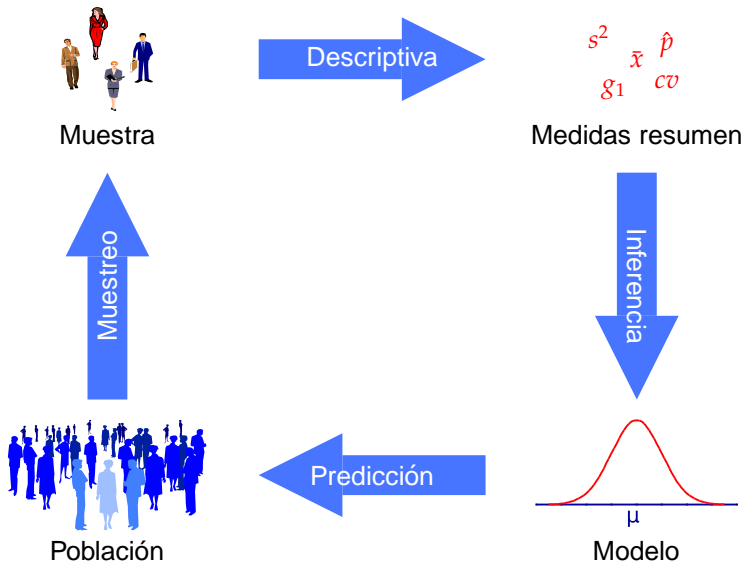 Descriptiva
s² x̄ p̂
g₁ cv
Muestra
Medidas resumen
Muestreo
Inferencia
Predicción
μ
Población
Modelo